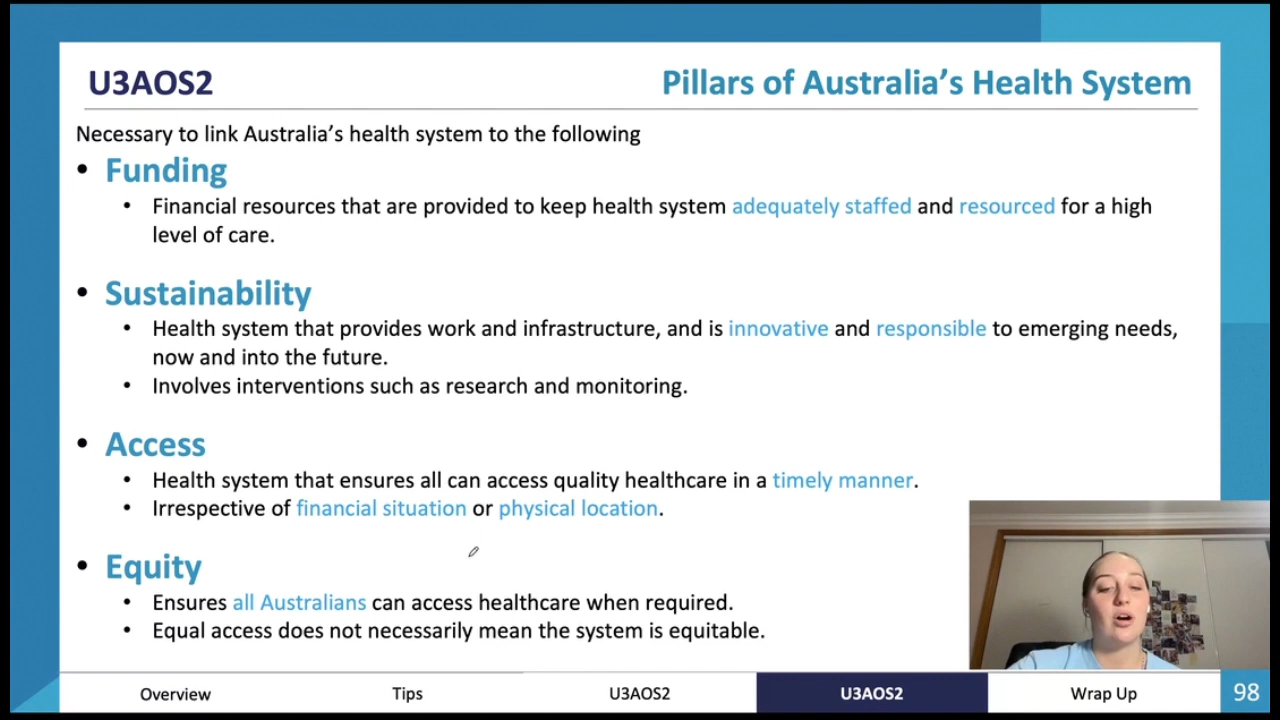 U3AOS2
Pillars of Australia's Health System
Necessary to link Australia's health system to the following
• Funding
• Financial resources that are provided to keep health system adequately staffed and resourced for a high
level of care.
• Sustainability
• Health system that provides work and infrastructure, and is innovative and responsible to emerging needs,
now and into the future.
• Involves interventions such as research and monitoring.
• Access
• Health system that ensures all can access quality healthcare in a timely manner.
• Irrespective of financial situation or physical location.
• Equity
• Ensures all Australians can access healthcare when required.
• Equal access does not necessarily mean the system is equitable.
Overview
Tips
U3AOS2
U3AOS2
Wrap Up
98